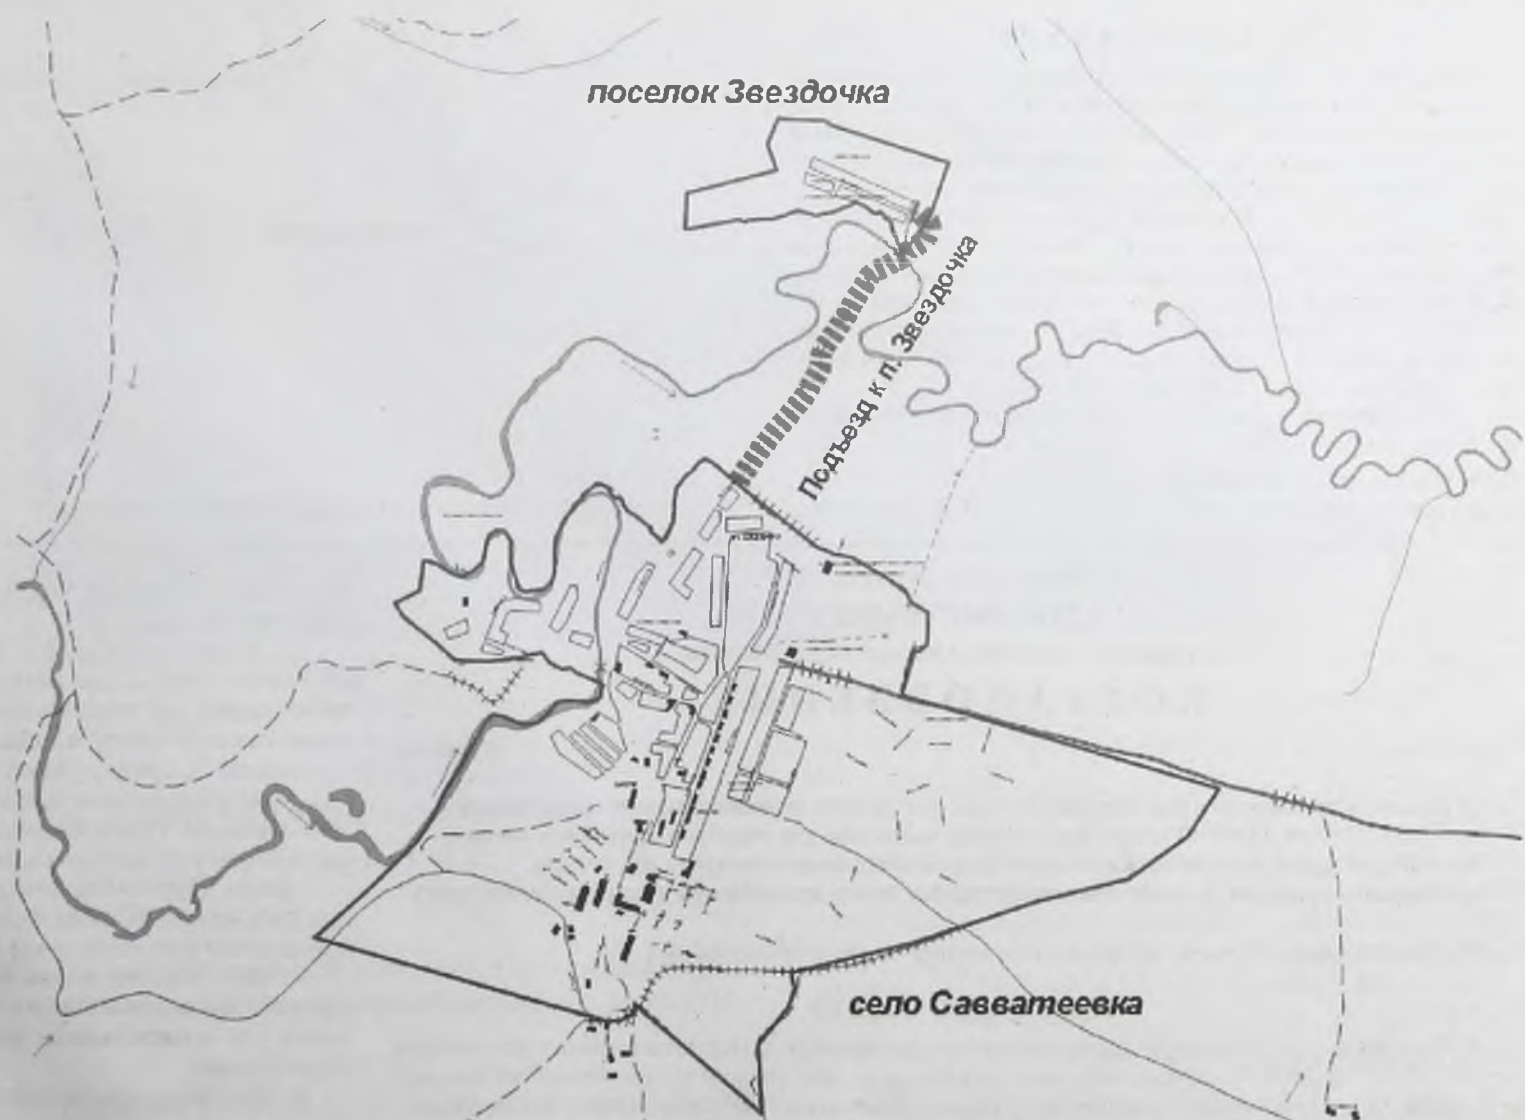 поселок Звездочка
Подъезд к п. Звездочка
село Савватеевка